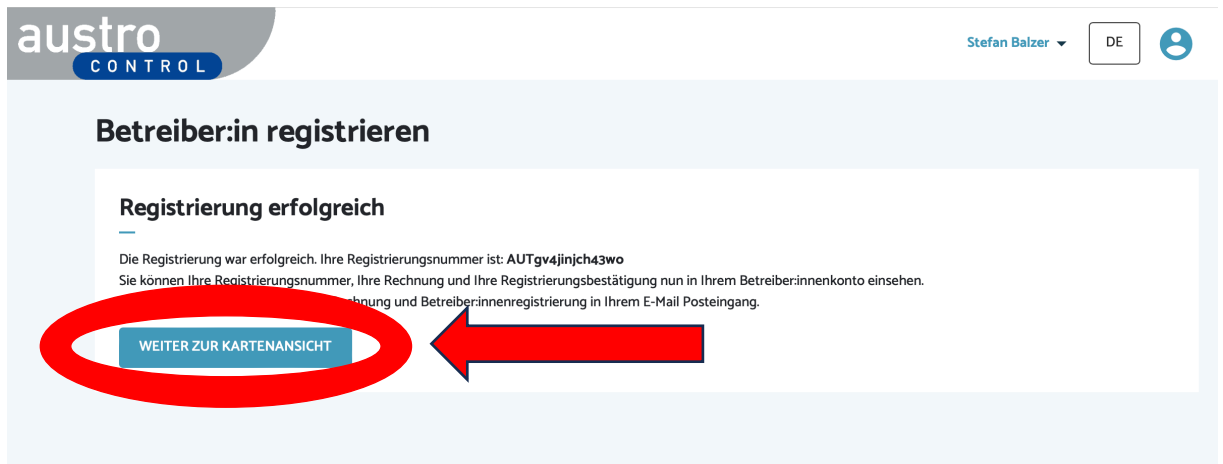 austro
CONTROL
Stefan Balzer
DE
Betreiber:in registrieren
Registrierung erfolgreich
Die Registrierung war erfolgreich. Ihre Registrierungsnummer ist: AUTgv4jinjch43wo
Sie können Ihre Registrierungsnummer, Ihre Rechnung und Ihre Registrierungsbestätigung nun in Ihrem Betreiber:innenkonto einsehen.
und Betreiber:innenregistrierung in Ihrem E-Mail Posteingang.
WEITER ZUR KARTENANSICHT